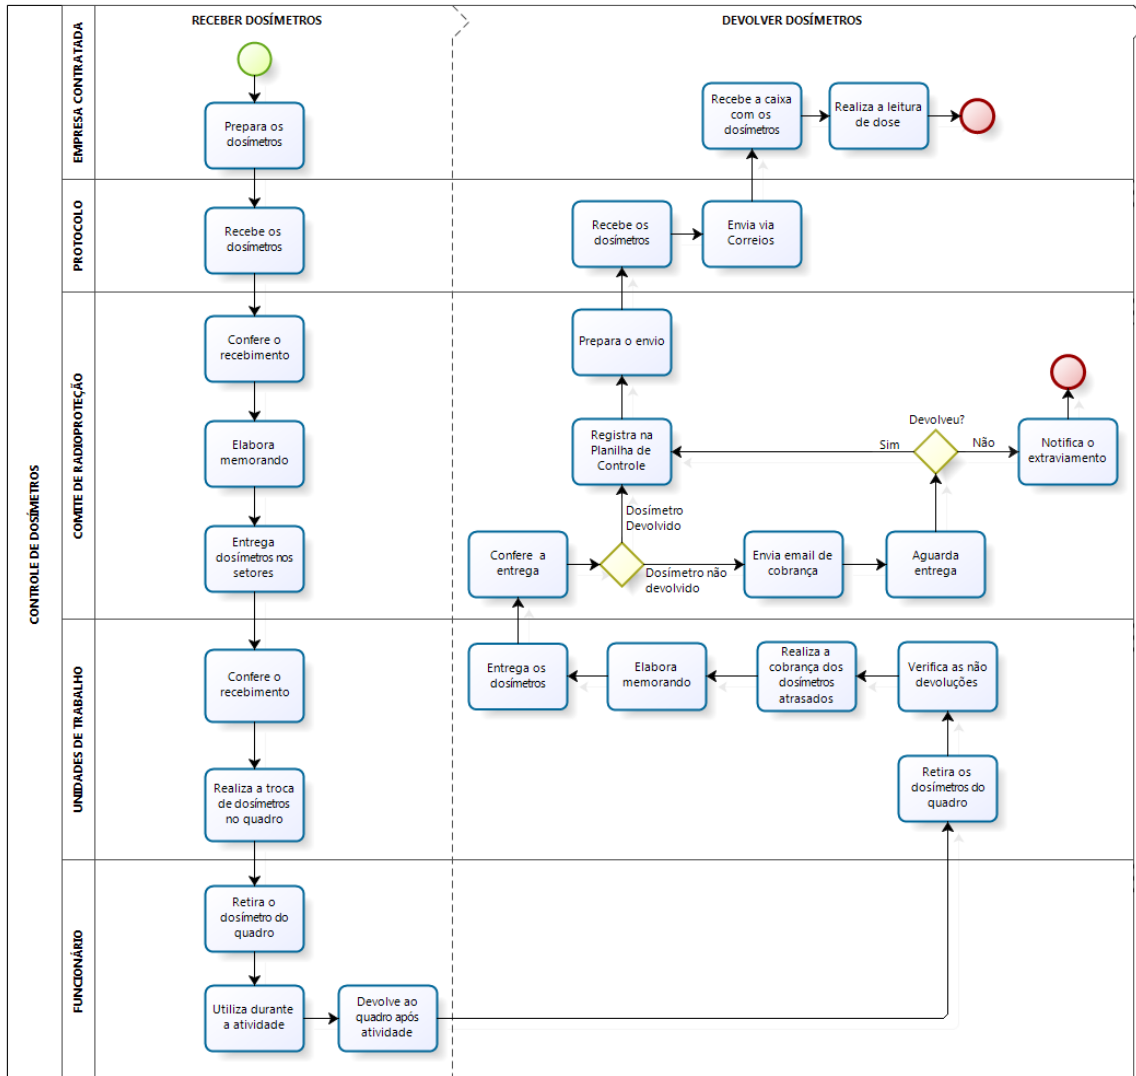 RECEBER DOSÍMETROS
DEVOLVER DOSÍMETROS
CONTROLE DE DOSÍMETROS
EMPRESA CONTRATADA
Prepara os
dosímetros
Recebe a caixa
com os
dosímetros
Realiza a leitura
de dose
PROTOCOLO
Recebe os
dosímetros
Recebe os
dosímetros
Envia via
Correios
COMITE DE RADIOPROTEÇÃO
Confere o
recebimento
Elabora
memorando
Entrega
dosímetros nos
setores
Prepara o envio
Registra na
Planilha de
Controle
Devolveu?
Sim
Não
Notifica o
extraviamento
Dosímetro
Devolvido
Confere a
entrega
Dosímetro não
devolvido
Envia email de
cobrança
Aguarda
entrega
UNIDADES DE TRABALHO
Confere o
recebimento
Realiza a troca
de dosímetros
no quadro
Entrega os
dosímetros
Elabora
memorando
Realiza a
cobrança dos
dosímetros
atrasados
Verifica as não
devoluções
Retira os
dosímetros do
quadro
FUNCIONÁRIO
Retira o
dosímetro do
quadro
Utiliza durante
a atividade
Devolve ao
quadro após
atividade